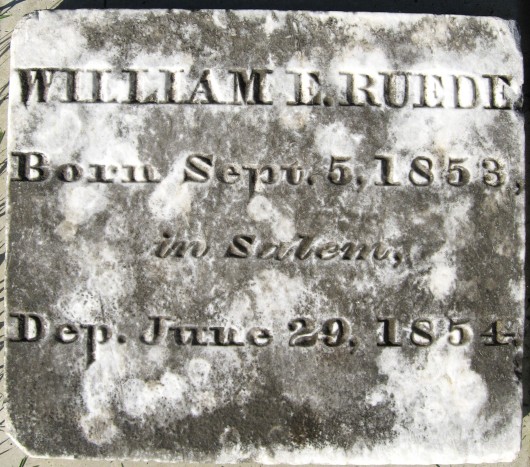 WILLIAM E. RUEDE
Born Sept. 5, 1853,
in Salem,
Dep. June 29, 1854.